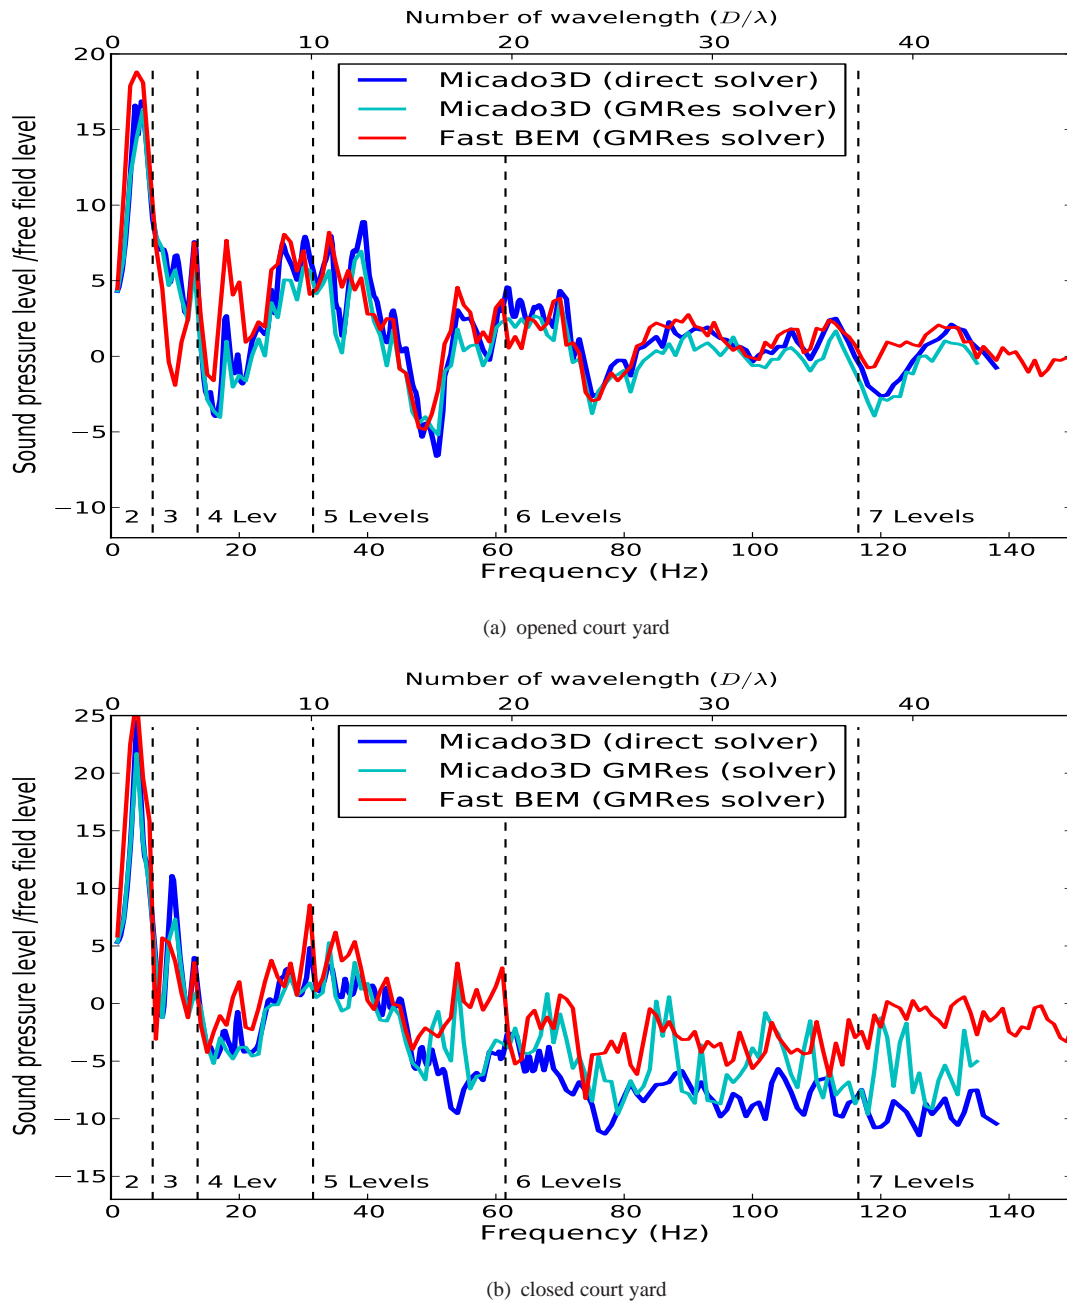 Number of wavelength (D/λ)
0 10 20 30 40
20
15
10
5
0
−5
−10
Sound pressure level /free field level
Micado3D (direct solver)
Micado3D (GMRes solver)
Fast BEM (GMRes solver)
2 3 4 Lev 5 Levels 6 Levels 7 Levels
0 20 40 60 80 100 120 140
Frequency (Hz)
(a) opened court yard
Number of wavelength (D/λ)
0 10 20 30 40
25
20
15
10
5
0
−5
−10
−15
Sound pressure level /free field level
Micado3D (direct solver)
Micado3D GMRes (solver)
Fast BEM (GMRes solver)
2 3 4 Lev 5 Levels 6 Levels 7 Levels
0 20 40 60 80 100 120 140
Frequency (Hz)
(b) closed court yard